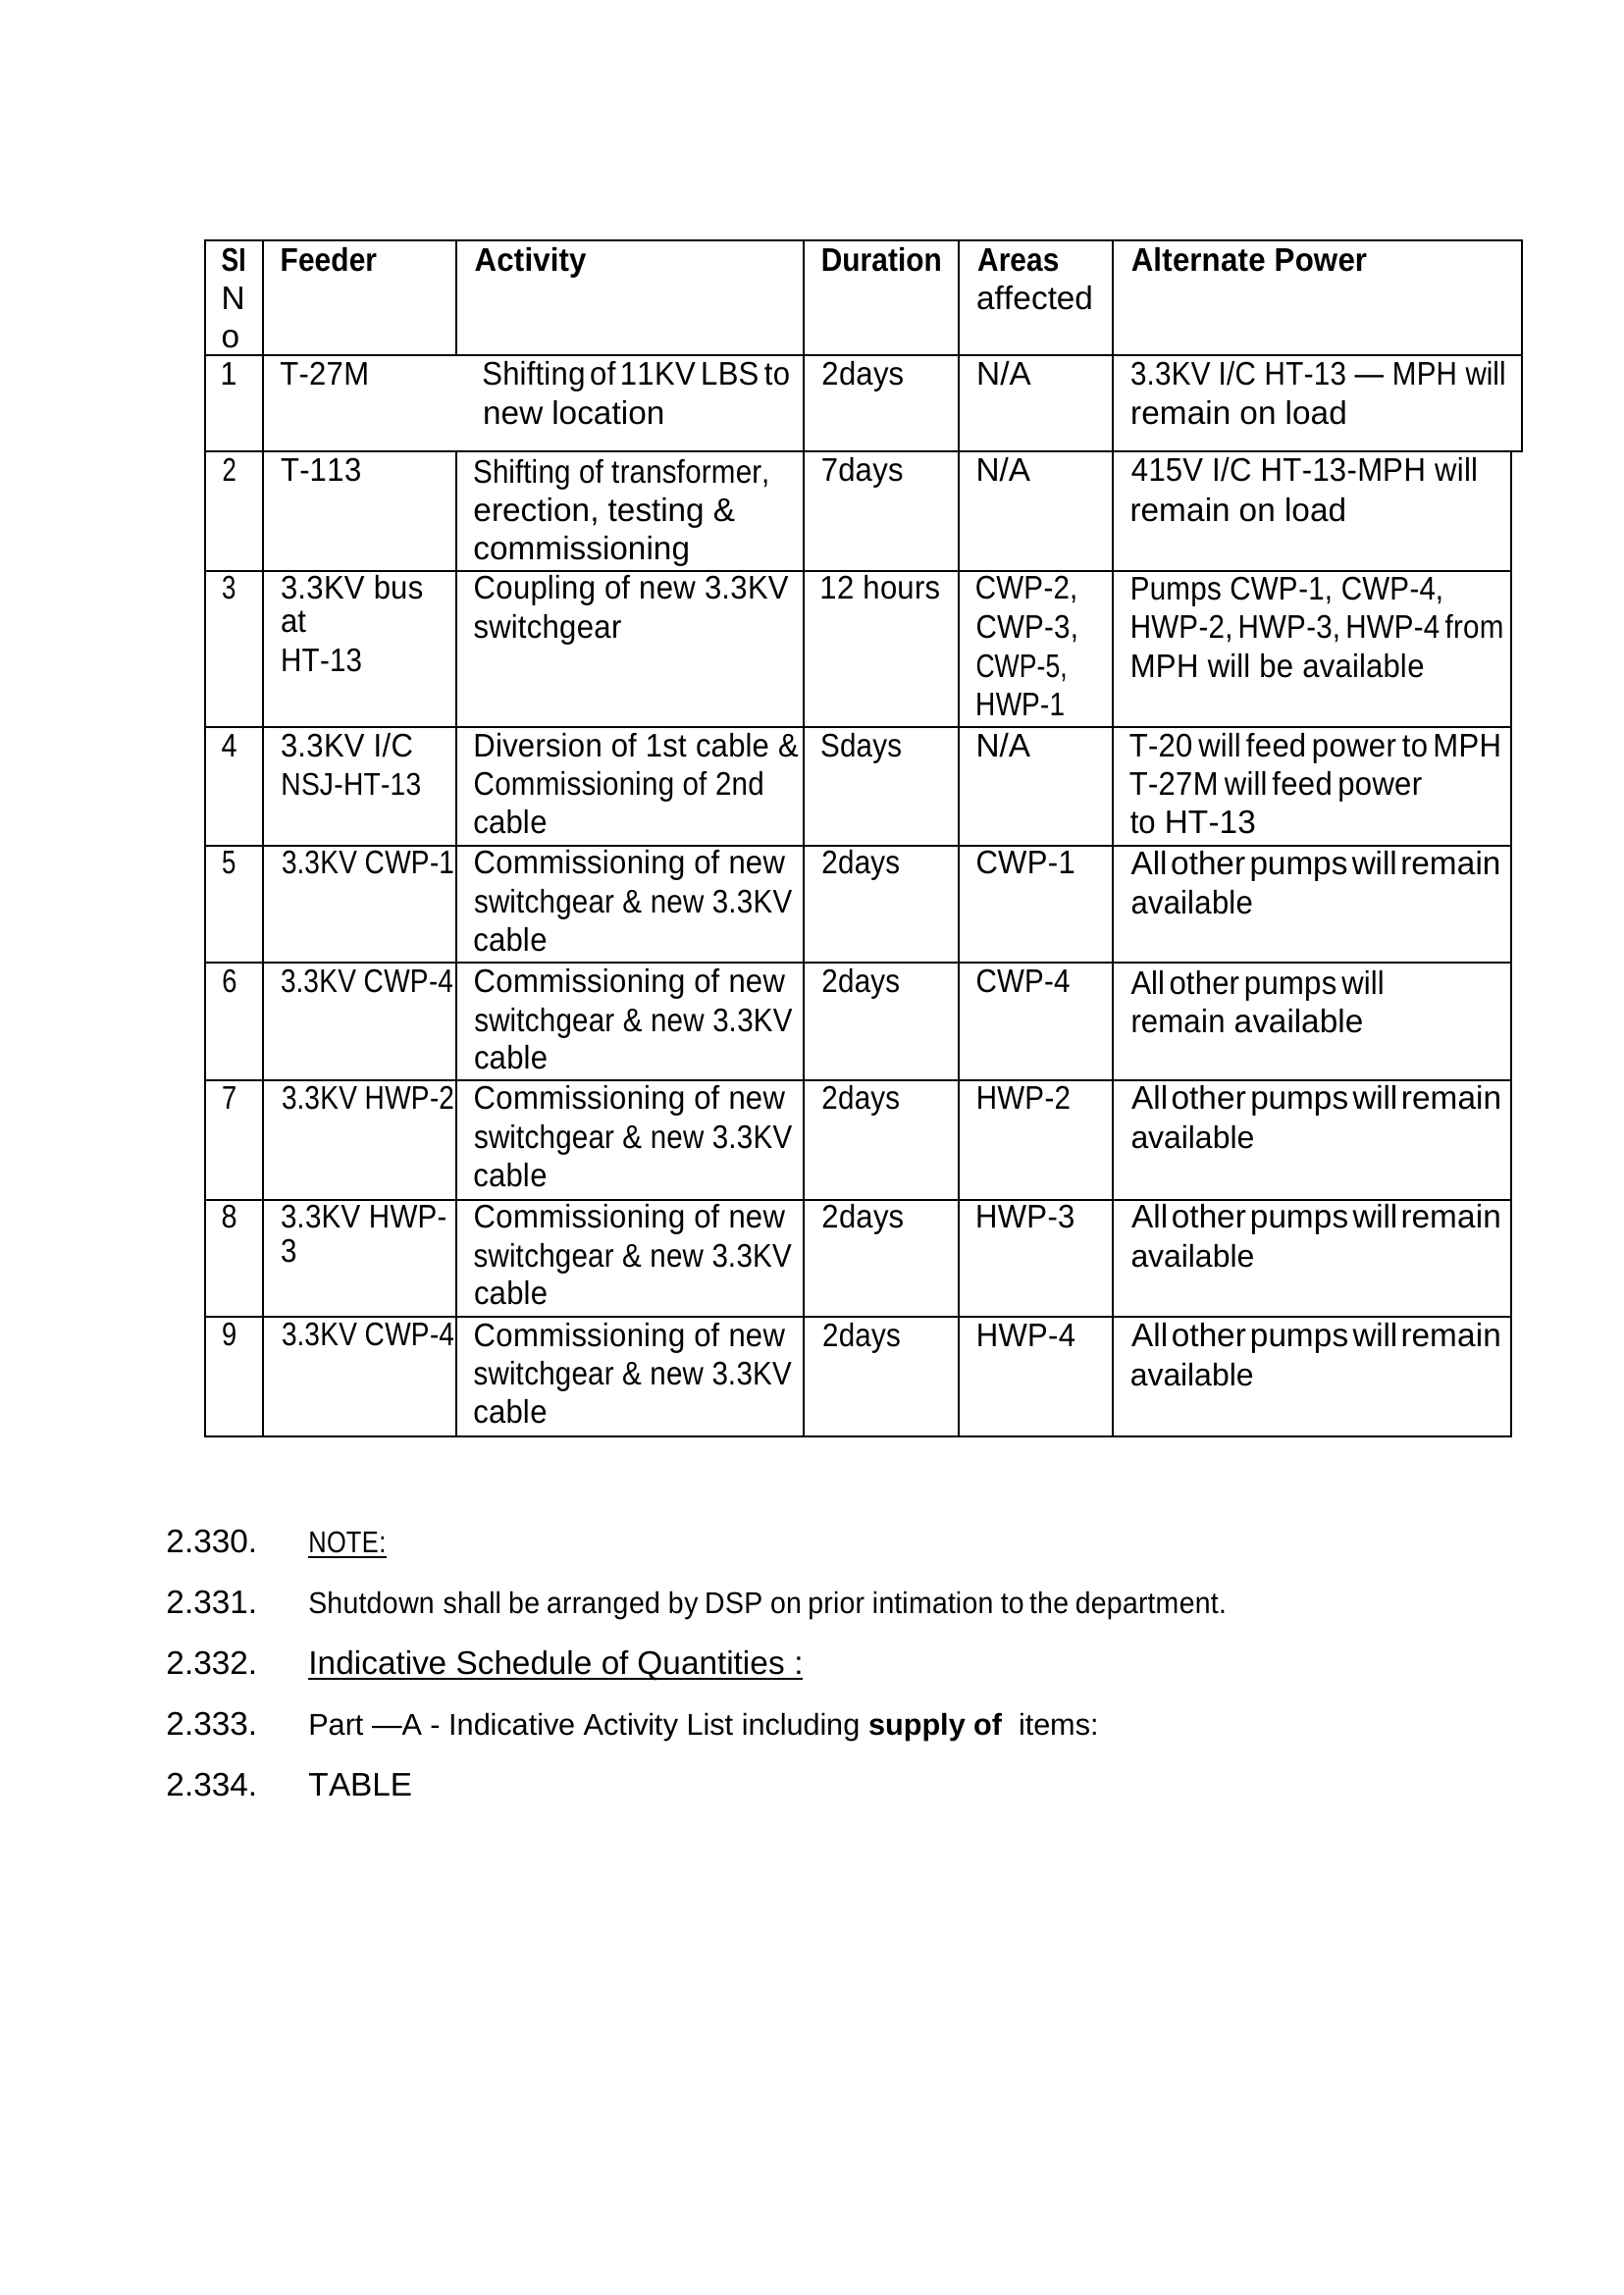 SI Feeder Activity Duration Areas Alternate Power
N affected
o
1 T-27M Shifting of 11KV LBS to 2days N/A 3.3KV I/C HT-13 — MPH will
new location remain on load
2 T-113 Shifting of transformer, 7days N/A 415V I/C HT-13-MPH will
erection, testing & remain on load
commissioning
3 3.3KV bus Coupling of new 3.3KV 12 hours CWP-2, Pumps CWP-1, CWP-4,
at switchgear CWP-3, HWP-2, HWP-3, HWP-4 from
HT-13 CWP-5, MPH will be available
HWP-1
4 3.3KV I/C Diversion of 1st cable & Sdays N/A T-20 will feed power to MPH
NSJ-HT-13 Commissioning of 2nd T-27M will feed power
cable to HT-13
5 3.3KV CWP-1 Commissioning of new 2days CWP-1 All other pumps will remain
switchgear & new 3.3KV available
cable
6 3.3KV CWP-4 Commissioning of new 2days CWP-4 All other pumps will
switchgear & new 3.3KV remain available
cable
7 3.3KV HWP-2 Commissioning of new 2days HWP-2 All other pumps will remain
switchgear & new 3.3KV available
cable
8 3.3KV HWP- Commissioning of new 2days HWP-3 All other pumps will remain
3 switchgear & new 3.3KV available
cable
9 3.3KV CWP-4 Commissioning of new 2days HWP-4 All other pumps will remain
switchgear & new 3.3KV available
cable
2.330. NOTE:
2.331. Shutdown shall be arranged by DSP on prior intimation to the department.
2.332. Indicative Schedule of Quantities :
2.333. Part —A - Indicative Activity List including supply of items:
2.334. TABLE